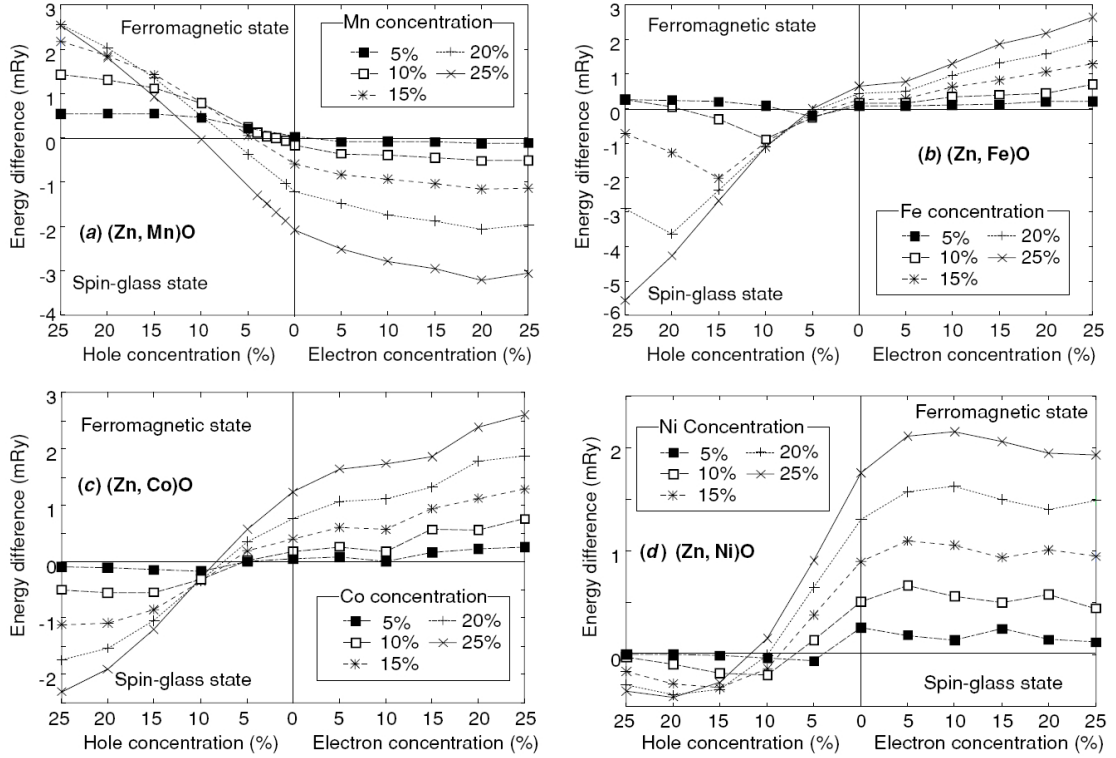 Energy difference (mRy)
3
2
1
0
−1
−2
−3
−4
Ferromagnetic state
Mn concentration
5%
10%
15%
20%
25%
(a) (Zn, Mn)O
Spin-glass state
25 20 15 10 5 0 5 10 15 20 25
Hole concentration (%) Electron concentration (%)
Energy difference (mRy)
3
2
1
0
-1
-2
-3
-4
-5
-6
Ferromagnetic state
(b) (Zn, Fe)O
Fe concentration
5%
10%
15%
20%
25%
Spin-glass state
25 20 15 10 5 0 5 10 15 20 25
Hole concentration (%) Electron concentration (%)
Energy difference (mRy)
3
2
1
0
-1
-2
Ferromagnetic state
(c) (Zn, Co)O
Co concentration
5%
10%
15%
20%
25%
Spin-glass state
25 20 15 10 5 0 5 10 15 20 25
Hole concentration (%) Electron concentration (%)
Energy difference (mRy)
2
1
0
Ni Concentration
5%
10%
15%
20%
25%
Ferromagnetic state
(d) (Zn, Ni)O
Spin-glass state
25 20 15 10 5 0 5 10 15 20 25
Hole concentration (%) Electron concentration (%)